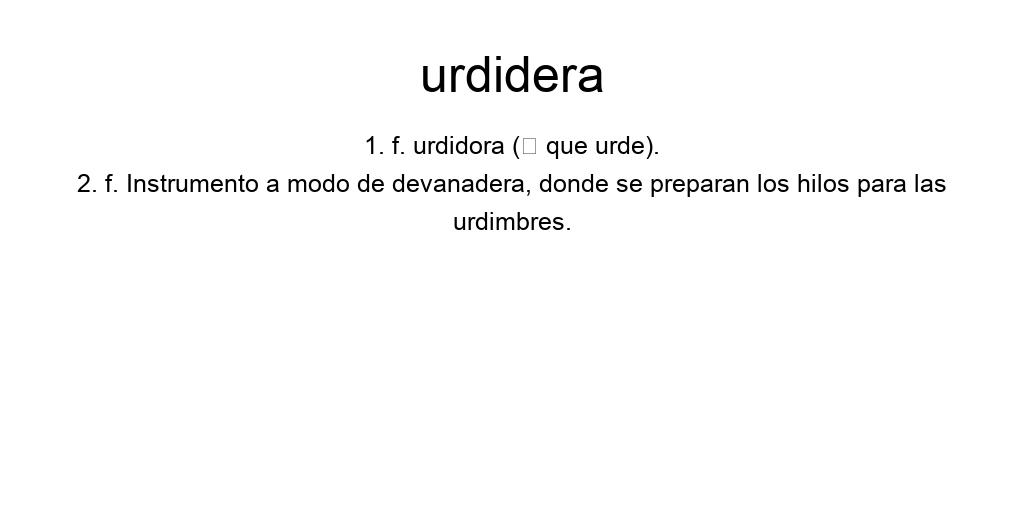 urdidera
1. f. urdidora (□ que urde).
2. f. Instrumento a modo de devanadera, donde se preparan los hilos para las
urdimbres.